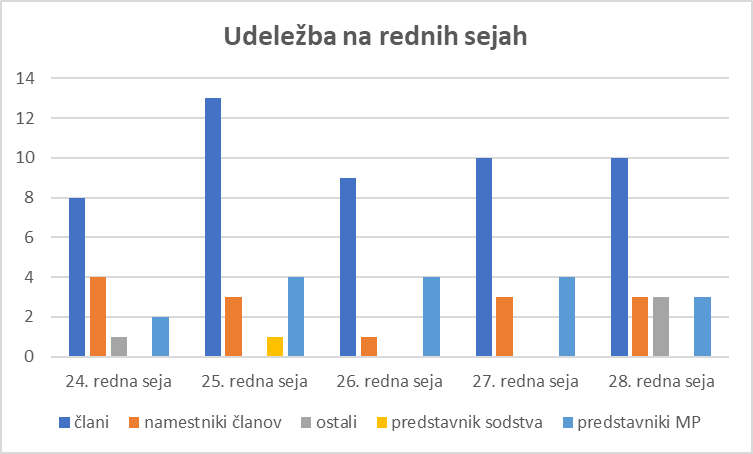 Udeležba na rednih sejah
14
12
10
8
6
4
2
0
24. redna seja 25. redna seja 26. redna seja 27. redna seja 28. redna seja
člani namestniki članov ostali predstavnik sodstva predstavniki MP